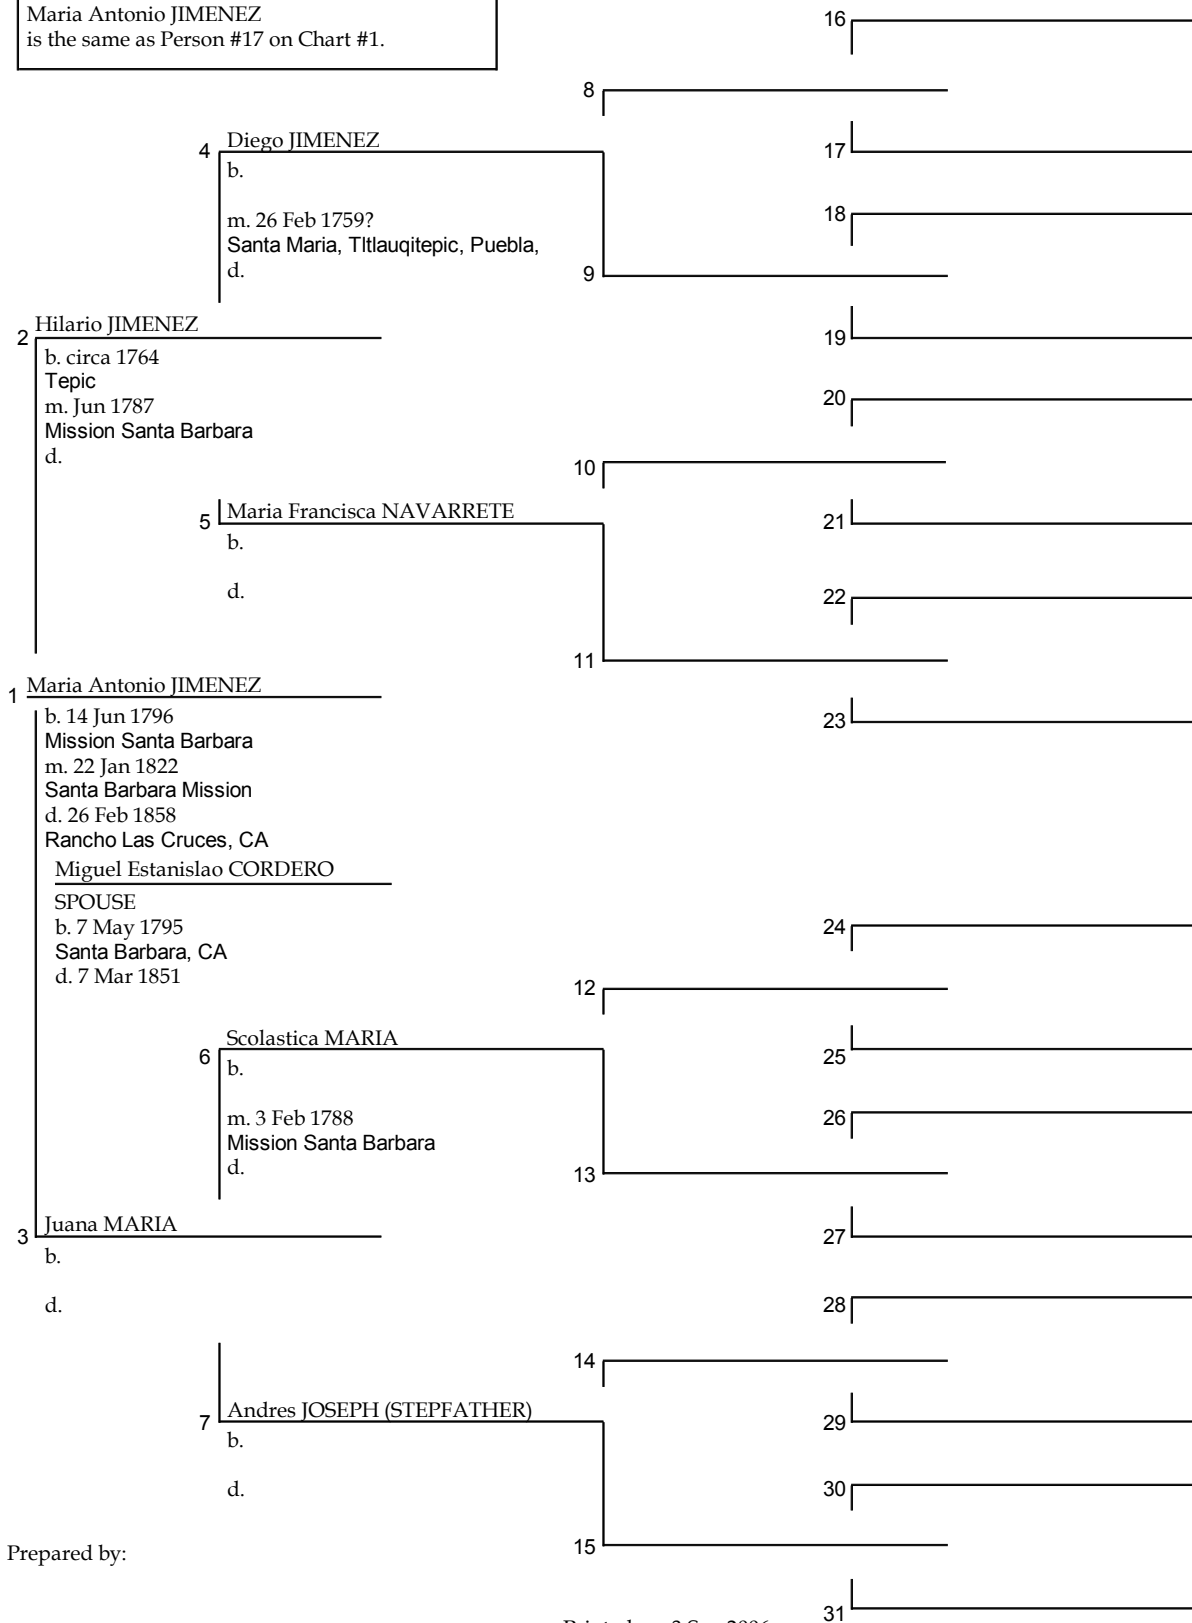 Maria Antonio JIMENEZ
is the same as Person #17 on Chart #1.
16
8
4 Diego JIMENEZ
b.
m. 26 Feb 1759?
Santa Maria, Tltlauqitepic, Puebla,
d.
17
18
9
2 Hilario JIMENEZ
b. circa 1764
Tepic
m. Jun 1787
Mission Santa Barbara
d.
19
20
10
5 Maria Francisca NAVARRETE
b.
d.
21
22
11
1 Maria Antonio JIMENEZ
b. 14 Jun 1796
Mission Santa Barbara
m. 22 Jan 1822
Santa Barbara Mission
d. 26 Feb 1858
Rancho Las Cruces, CA
Miguel Estanislao CORDERO
SPOUSE
b. 7 May 1795
Santa Barbara, CA
d. 7 Mar 1851
23
24
12
6 Scolastica MARIA
b.
m. 3 Feb 1788
Mission Santa Barbara
d.
25
26
13
3 Juana MARIA
b.
d.
27
28
14
7 Andres JOSEPH (STEPFATHER)
b.
d.
29
30
15
Prepared by:
31